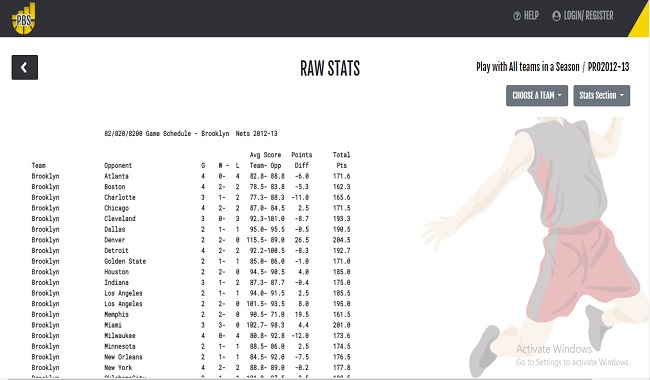 PBS
HELP
LOGIN/ REGISTER
RAW STATS
Play with All teams in a Season / PRO2012-13
CHOOSE A TEAM
Stats Section
82/820/8200 Game Schedule - Brooklyn Nets 2012-13
Avg Score Points Total
Team Opponent G W - L Team- Opp Diff Pts
Brooklyn Atlanta 4 0- 4 82.8- 88.8 -6.0 171.6
Brooklyn Boston 4 2- 2 78.5- 83.8 -5.3 162.3
Brooklyn Charlotte 3 1- 2 77.3- 88.3 -11.0 165.6
Brooklyn Chicago 4 2- 2 87.0- 84.5 2.5 171.5
Brooklyn Cleveland 3 0- 3 92.3-101.0 -8.7 193.3
Brooklyn Dallas 2 1- 1 95.0- 95.5 -0.5 190.5
Brooklyn Denver 2 2- 0 115.5- 89.0 26.5 204.5
Brooklyn Detroit 4 2- 2 92.2-100.5 -8.3 192.7
Brooklyn Golden State 2 1- 1 85.0- 86.0 -1.0 171.0
Brooklyn Houston 2 2- 0 94.5- 90.5 4.0 185.0
Brooklyn Indiana 3 1- 2 87.3- 87.7 -0.4 175.0
Brooklyn Los Angeles 2 1- 1 94.0- 91.5 2.5 185.5
Brooklyn Los Angeles 2 2- 0 101.5- 93.5 8.0 195.0
Brooklyn Memphis 2 2- 0 90.5- 71.0 19.5 161.5
Brooklyn Miami 3 3- 0 102.7- 98.3 4.4 201.0
Brooklyn Milwaukee 4 0- 4 80.8- 92.8 -12.0 173.6
Brooklyn Minnesota 2 1- 1 88.5- 86.0 2.5 174.5
Brooklyn New Orleans 2 1- 1 84.5- 92.0 -7.5 176.5
Brooklyn New York 4 2- 2 88.8- 89.0 -0.2 177.8
Activate Windows
Go to Settings to activate Windows.